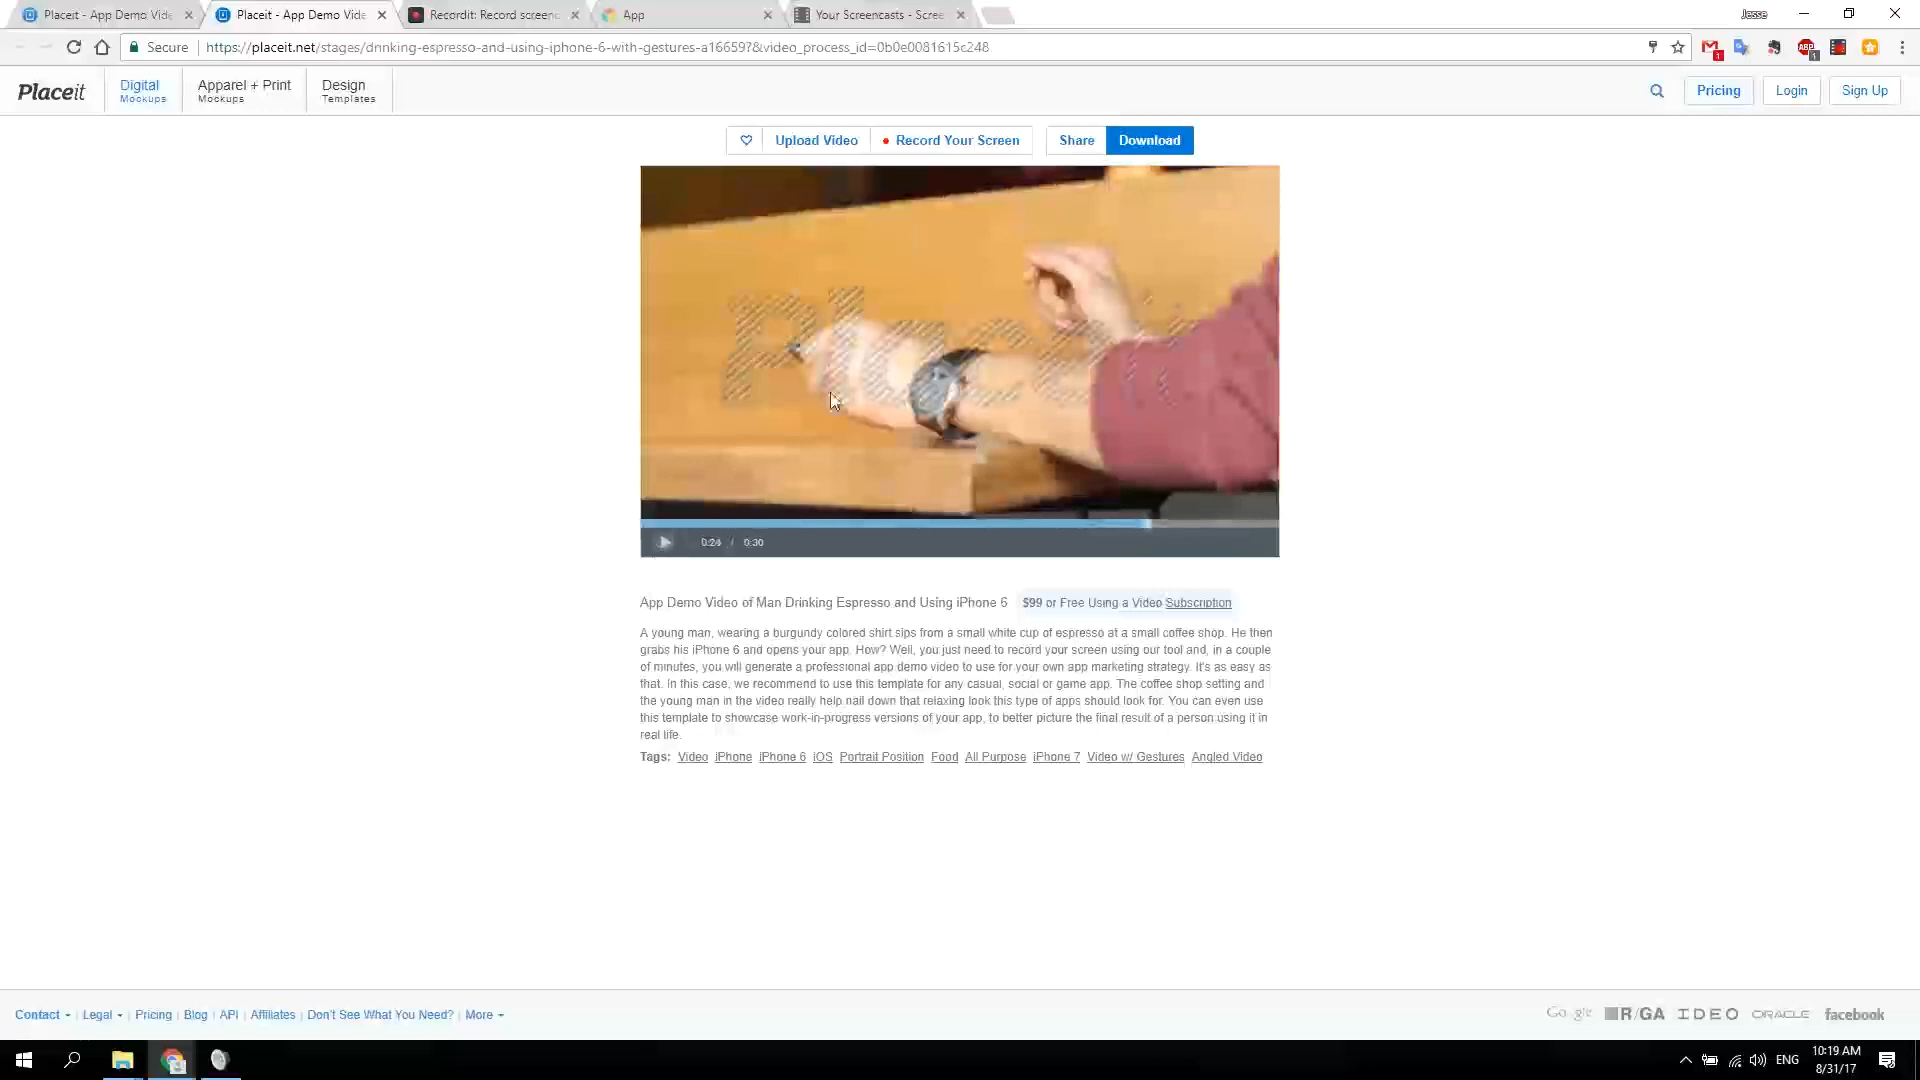 Placeit - App Demo Vide
Placeit - App Demo Vide
Recordit: Record screenc
App
Your Screencasts - Scree
Jesse
Secure
https://placeit.net/stages/drinking-espresso-and-using-iphone-6-with-gestures-a16659?&video_process_id=0b0e0081615c248
1
ABP
1
Placeit
Digital
Mockups
Apparel + Print
Mockups
Design
Templates
Pricing
Login
Sign Up
Upload Video
Record Your Screen
Share
Download
Placeit
0:24 / 0:30
App Demo Video of Man Drinking Espresso and Using iPhone 6
$99 or Free Using a Video Subscription
A young man, wearing a burgundy colored shirt sips from a small white cup of espresso at a small coffee shop. He then
grabs his iPhone 6 and opens your app. How? Well, you just need to record your screen using our tool and, in a couple
of minutes, you will generate a professional app demo video to use for your own app marketing strategy. It's as easy as
that. In this case, we recommend to use this template for any casual, social or game app. The coffee shop setting and
the young man in the video really help nail down that relaxing look this type of apps should look for. You can even use
this template to showcase work-in-progress versions of your app, to better picture the final result of a person using it in
real life.
Tags: Video iPhone iPhone 6 iOS Portrait Position Food All Purpose iPhone 7 Video w/ Gestures Angled Video
Contact Legal Pricing Blog API Affiliates Don't See What You Need? More
Google R/GA IDEO ORACLE facebook
ENG
10:19 AM
8/31/17